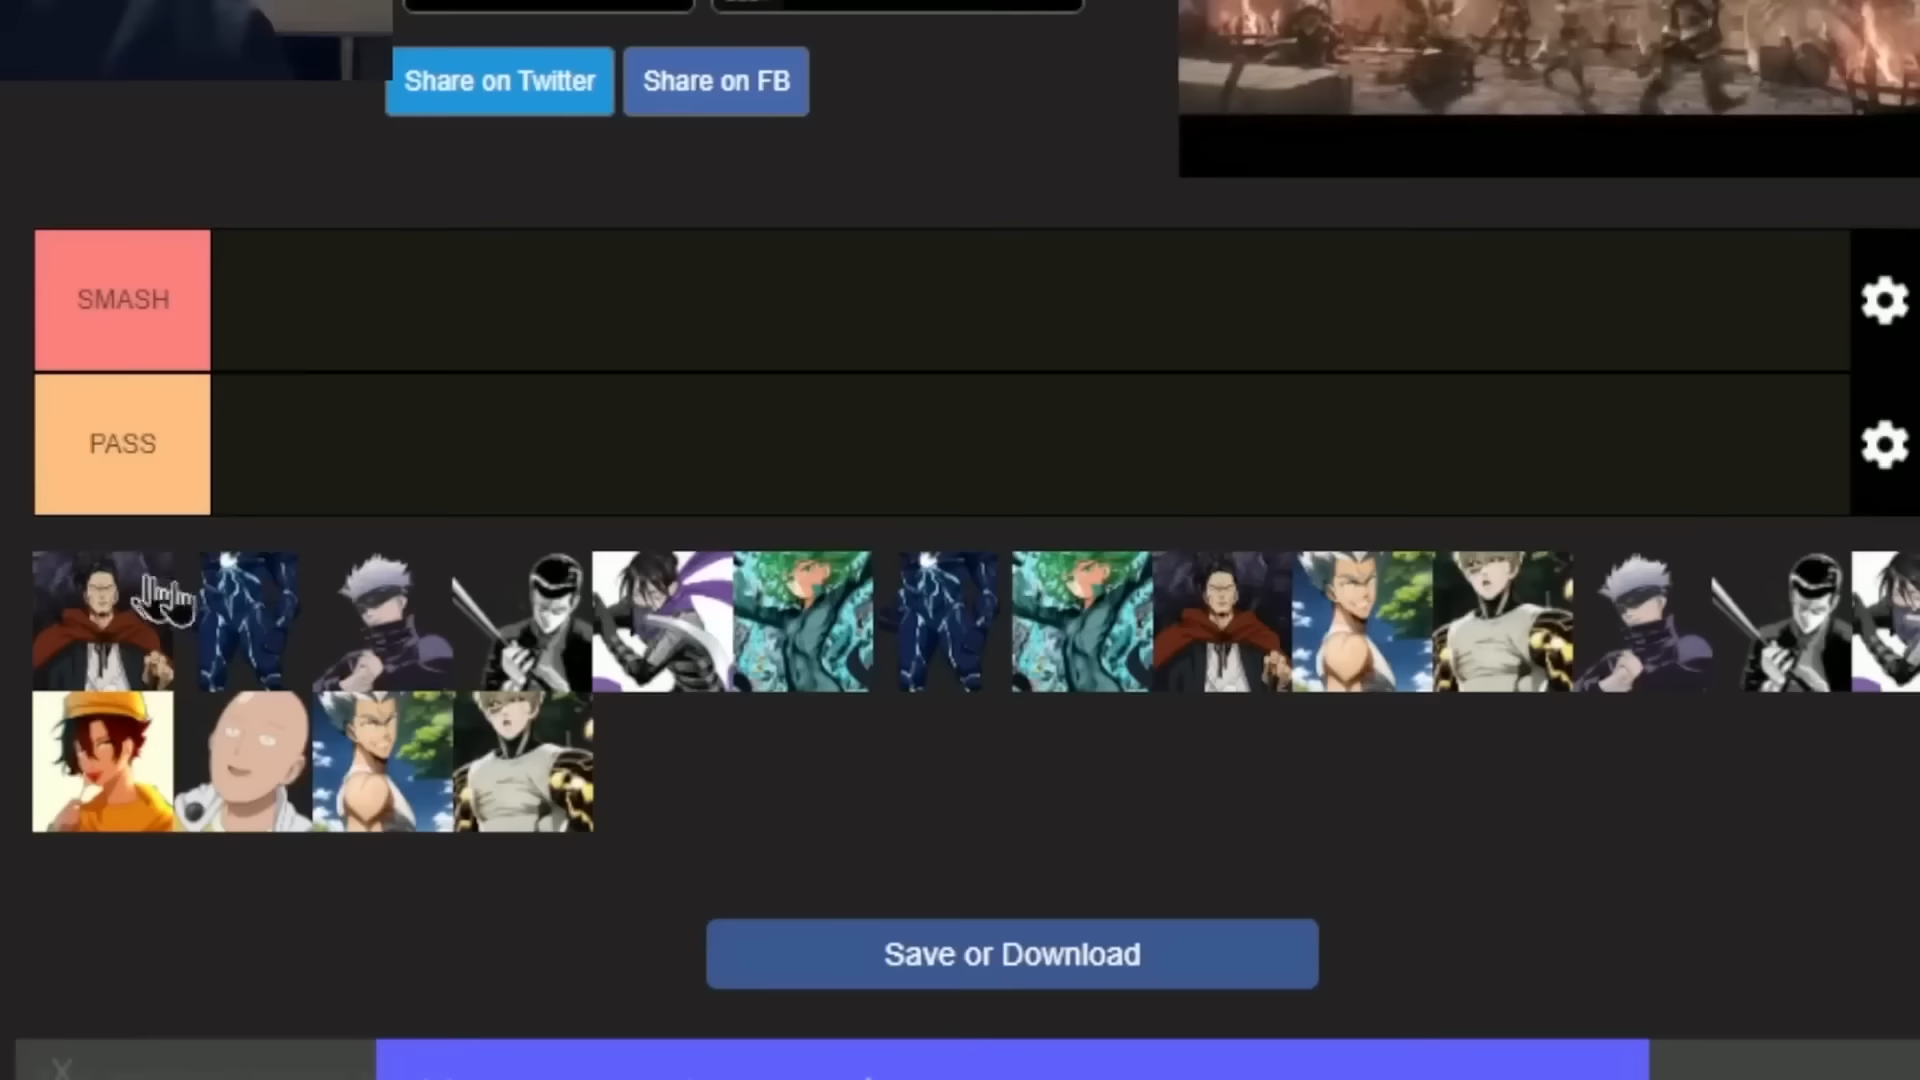 Share on Twitter
Share on FB
SMASH
PASS
Save or Download
X